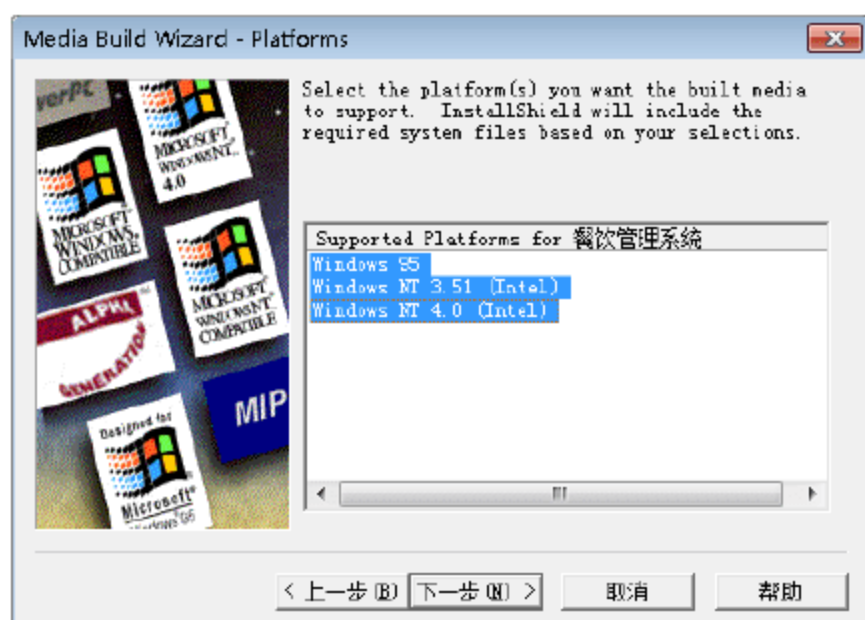 Media Build Wizard - Platforms
Select the platform(s) you want the built media
to support. InstallShield will include the
required system files based on your selections.
Supported Platforms for 餐饮管理系统
Windows 95
Windows NT 3.51 (Intel)
Windows NT 4.0 (Intel)
verPC
MICROSOFT
WINDOWS NT
4.0
MICROSOFT
WINDOWS
COMPATIBLE
MICROSOFT
WINDOWS NT
COMPATIBLE
ALPHA
GENERATION
MIP
Designed for
Microsoft
Windows 95
< 上一步(B)
下一步(N) >
取消
帮助